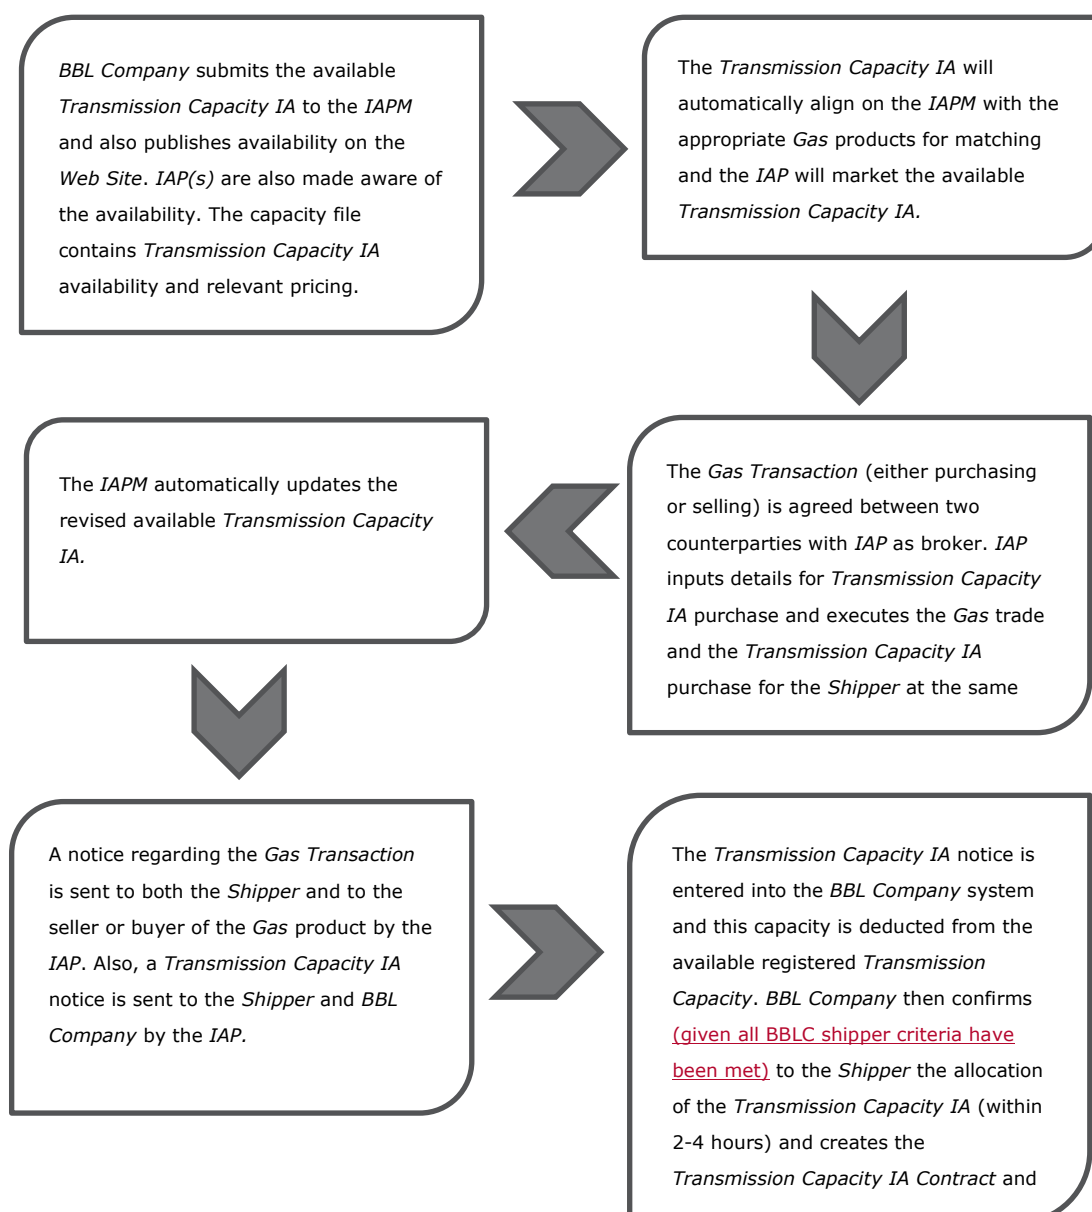 BBL Company submits the available
Transmission Capacity IA to the IAPM
and also publishes availability on the
Web Site. IAP(s) are also made aware of
the availability. The capacity file
contains Transmission Capacity IA
availability and relevant pricing.
The Transmission Capacity IA will
automatically align on the IAPM with the
appropriate Gas products for matching
and the IAP will market the available
Transmission Capacity IA.
The Gas Transaction (either purchasing
or selling) is agreed between two
counterparties with IAP as broker. IAP
inputs details for Transmission Capacity
IA purchase and executes the Gas trade
and the Transmission Capacity IA
purchase for the Shipper at the same
The IAPM automatically updates the
revised available Transmission Capacity
IA.
A notice regarding the Gas Transaction
is sent to both the Shipper and to the
seller or buyer of the Gas product by the
IAP. Also, a Transmission Capacity IA
notice is sent to the Shipper and BBL
Company by the IAP.
The Transmission Capacity IA notice is
entered into the BBL Company system
and this capacity is deducted from the
available registered Transmission
Capacity. BBL Company then confirms
(given all BBLC shipper criteria have
been met) to the Shipper the allocation
of the Transmission Capacity IA (within
2-4 hours) and creates the
Transmission Capacity IA Contract and